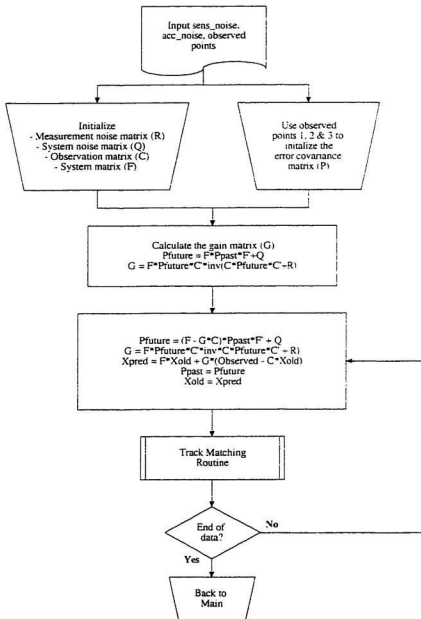 Input sens_noise,
acc_noise, observed
points
Initialize
- Measurement noise matrix (R)
- System noise matrix (Q)
- Observation matrix (C)
- System matrix (F)
Use observed
points 1, 2 & 3 to
initalize the
error covariance
matrix (P)
Calculate the gain matrix (G)
Pfuture = F*Ppast*F'+Q
G = F*Pfuture*C'*inv(C*Pfuture*C'+R)
Pfuture = (F - G*C)*Ppast*F' + Q
G = F*Pfuture*C'*inv*C*Pfuture*C' + R)
Xpred = F*Xold + G*(Observed - C*Xold)
Ppast = Pfuture
Xold = Xpred
Track Matching
Routine
End of
data?
No
Yes
Back to
Main